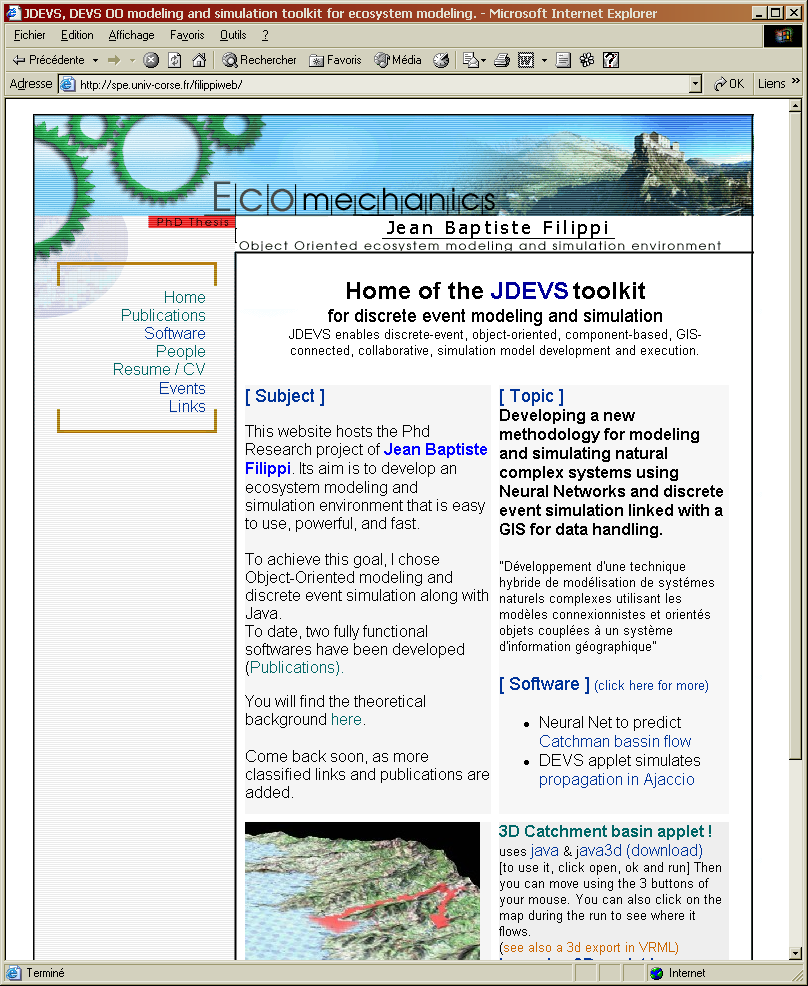 JDEVS, DEVS OO modeling and simulation toolkit for ecosystem modeling. - Microsoft Internet Explorer
Fichier Edition Affichage Favoris Outils ?
Précédente Rechercher Favoris Média
Adresse http://spe.univ-corse.fr/filippiweb/ OK Liens »
Ecomechanics
PhD Thesis
Jean Baptiste Filippi
Object Oriented ecosystem modeling and simulation environment
Home
Publications
Software
People
Resume / CV
Events
Links
Home of the JDEVS toolkit
for discrete event modeling and simulation
JDEVS enables discrete-event, object-oriented, component-based, GIS-
connected, collaborative, simulation model development and execution.
[ Subject ]
This website hosts the Phd
Research project of Jean Baptiste
Filippi. Its aim is to develop an
ecosystem modeling and
simulation environment that is easy
to use, powerful, and fast.
To achieve this goal, I chose
Object-Oriented modeling and
discrete event simulation along with
Java.
To date, two fully functional
softwares have been developed
(Publications).
You will find the theoretical
background here.
Come back soon, as more
classified links and publications are
added.
[ Topic ]
Developing a new
methodology for modeling
and simulating natural
complex systems using
Neural Networks and discrete
event simulation linked with a
GIS for data handling.
"Développement d'une technique
hybride de modélisation de systémes
naturels complexes utilisant les
modèles connexionnistes et orientés
objets couplées à un système
d'information géographique"
[ Software ] (click here for more)
• Neural Net to predict
Catchman bassin flow
• DEVS applet simulates
propagation in Ajaccio
3D Catchment basin applet !
uses java & java3d (download)
[to use it, click open, ok and run] Then
you can move using the 3 buttons of
your mouse. You can also click on the
map during the run to see where it
flows.
(see also a 3d export in VRML)
Terminé Internet